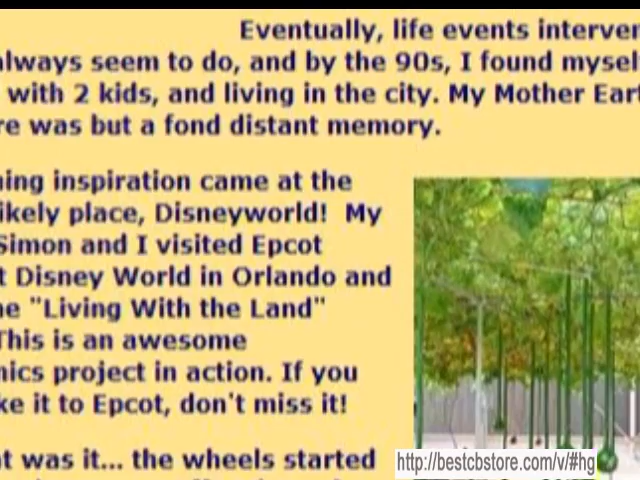 Eventually, life events interven
always seem to do, and by the 90s, I found mysel
with 2 kids, and living in the city. My Mother Eart
re was but a fond distant memory.
ning inspiration came at the
ikely place, Disneyworld! My
Simon and I visited Epcot
t Disney World in Orlando and
he "Living With the Land"
This is an awesome
nics project in action. If you
ke it to Epcot, don't miss it!
at was it... the wheels started
http://bestcbstore.com/v/#hg